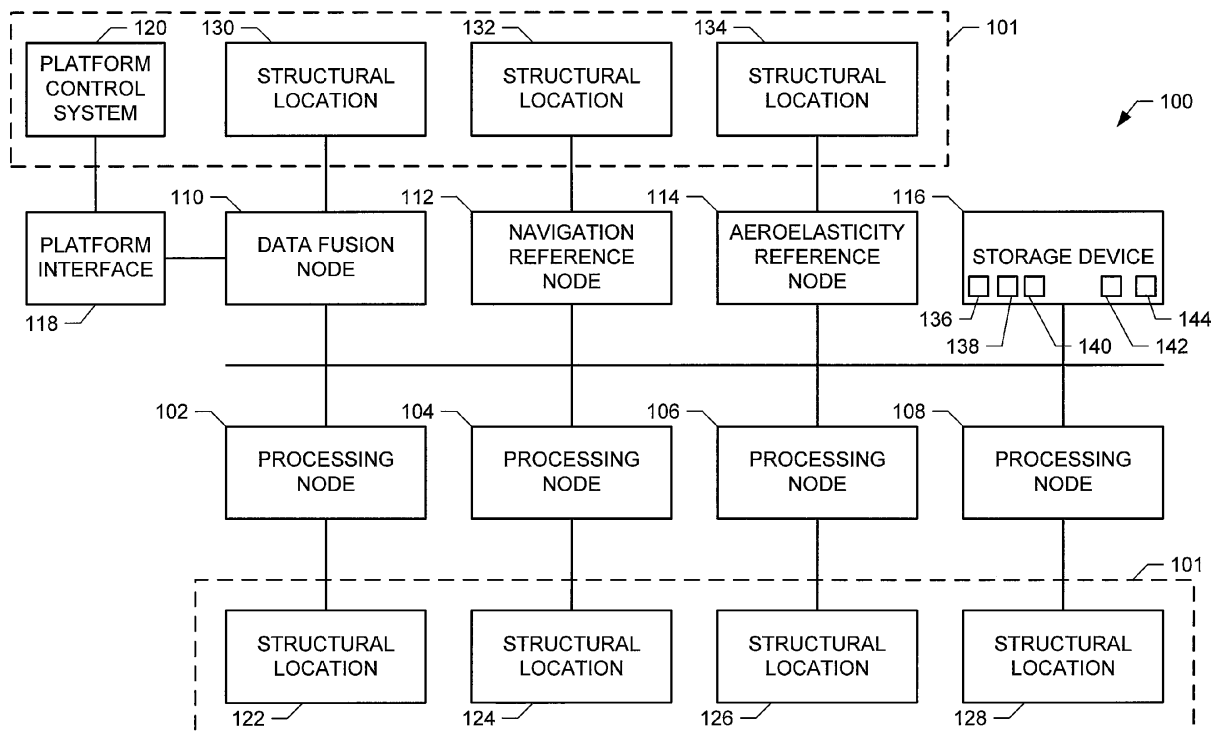 120
130
132
134
101
PLATFORM
CONTROL
SYSTEM
STRUCTURAL
LOCATION
STRUCTURAL
LOCATION
STRUCTURAL
LOCATION
100
110
112
114
116
PLATFORM
INTERFACE
DATA FUSION
NODE
NAVIGATION
REFERENCE
NODE
AEROELASTICITY
REFERENCE
NODE
STORAGE DEVICE
118
136
138
140
142
144
102
104
106
108
PROCESSING
NODE
PROCESSING
NODE
PROCESSING
NODE
PROCESSING
NODE
101
STRUCTURAL
LOCATION
STRUCTURAL
LOCATION
STRUCTURAL
LOCATION
STRUCTURAL
LOCATION
122
124
126
128